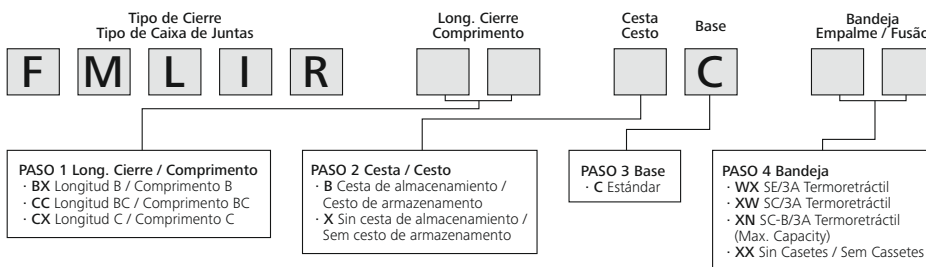 Tipo de Cierre
Tipo de Caixa de Juntas
Long. Cierre
Comprimento
Cesta
Cesto
Base
Bandeja
Empalme / Fusão
F M L I R C
PASO 1 Long. Cierre / Comprimento
· BX Longitud B / Comprimento B
· CC Longitud BC / Comprimento BC
· CX Longitud C / Comprimento C
PASO 2 Cesta / Cesto
· B Cesta de almacenamiento /
Cesto de armazenamento
· X Sin cesta de almacenamiento /
Sem cesto de armazenamento
PASO 3 Base
· C Estándar
PASO 4 Bandeja
· WX SE/3A Termoretráctil
· XW SC/3A Termoretráctil
· XN SC-B/3A Termoretráctil
(Max. Capacity)
· XX Sin Casetes / Sem Cassetes